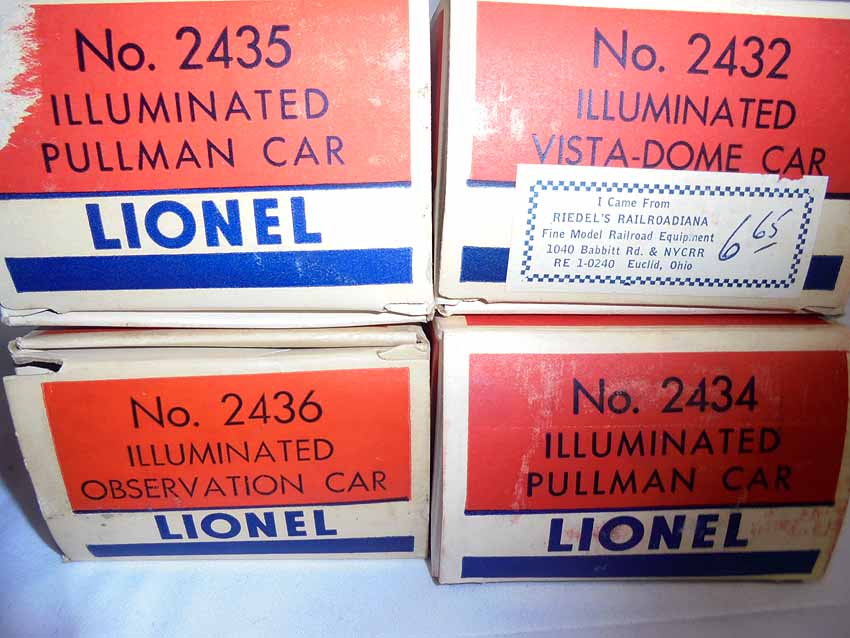 No. 2435
ILLUMINATED
PULLMAN CAR
LIONEL
No. 2432
ILLUMINATED
VISTA-DOME CAR
I Came From
RIEDEL'S RAILROADIANA
Fine Model Railroad Equipment
1040 Babbitt Rd. & NYCRR
RE 1-0240 Euclid, Ohio
6 65
No. 2436
ILLUMINATED
OBSERVATION CAR
LIONEL
No. 2434
ILLUMINATED
PULLMAN CAR
LIONEL